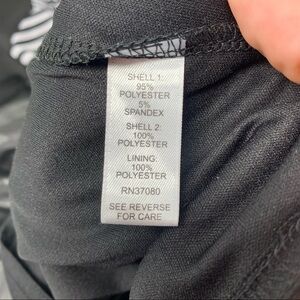 SHELL 1:
95%
POLYESTER
5%
SPANDEX
SHELL 2:
100%
POLYESTER
LINING:
100%
POLYESTER
RN37080
SEE REVERSE
FOR CARE